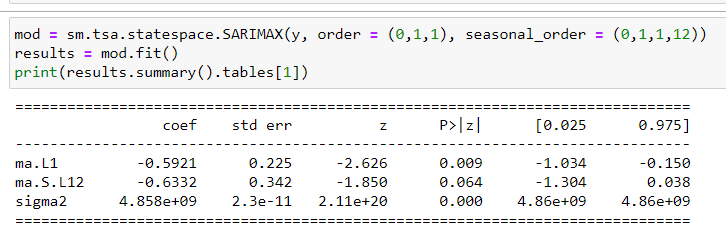 mod = sm.tsa.statespace.SARIMAX(y, order = (0,1,1), seasonal_order = (0,1,1,12))
results = mod.fit()
print(results.summary().tables[1])
==============================================================================
                 coef    std err          z      P>|z|      [0.025      0.975]
------------------------------------------------------------------------------
ma.L1         -0.5921      0.225     -2.626      0.009      -1.034      -0.150
ma.S.L12      -0.6332      0.342     -1.850      0.064      -1.304       0.038
sigma2      4.858e+09    2.3e-11   2.11e+20      0.000    4.86e+09    4.86e+09
==============================================================================